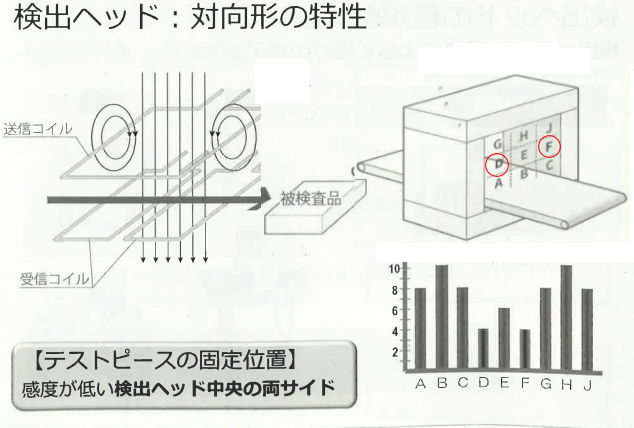 検出ヘッド：対向形の特性
送信コイル
被検査品
受信コイル
G H J
D E F
A B C
10
8
6
4
2
A B C D E F G H J
【テストピースの固定位置】
感度が低い検出ヘッド中央の両サイド